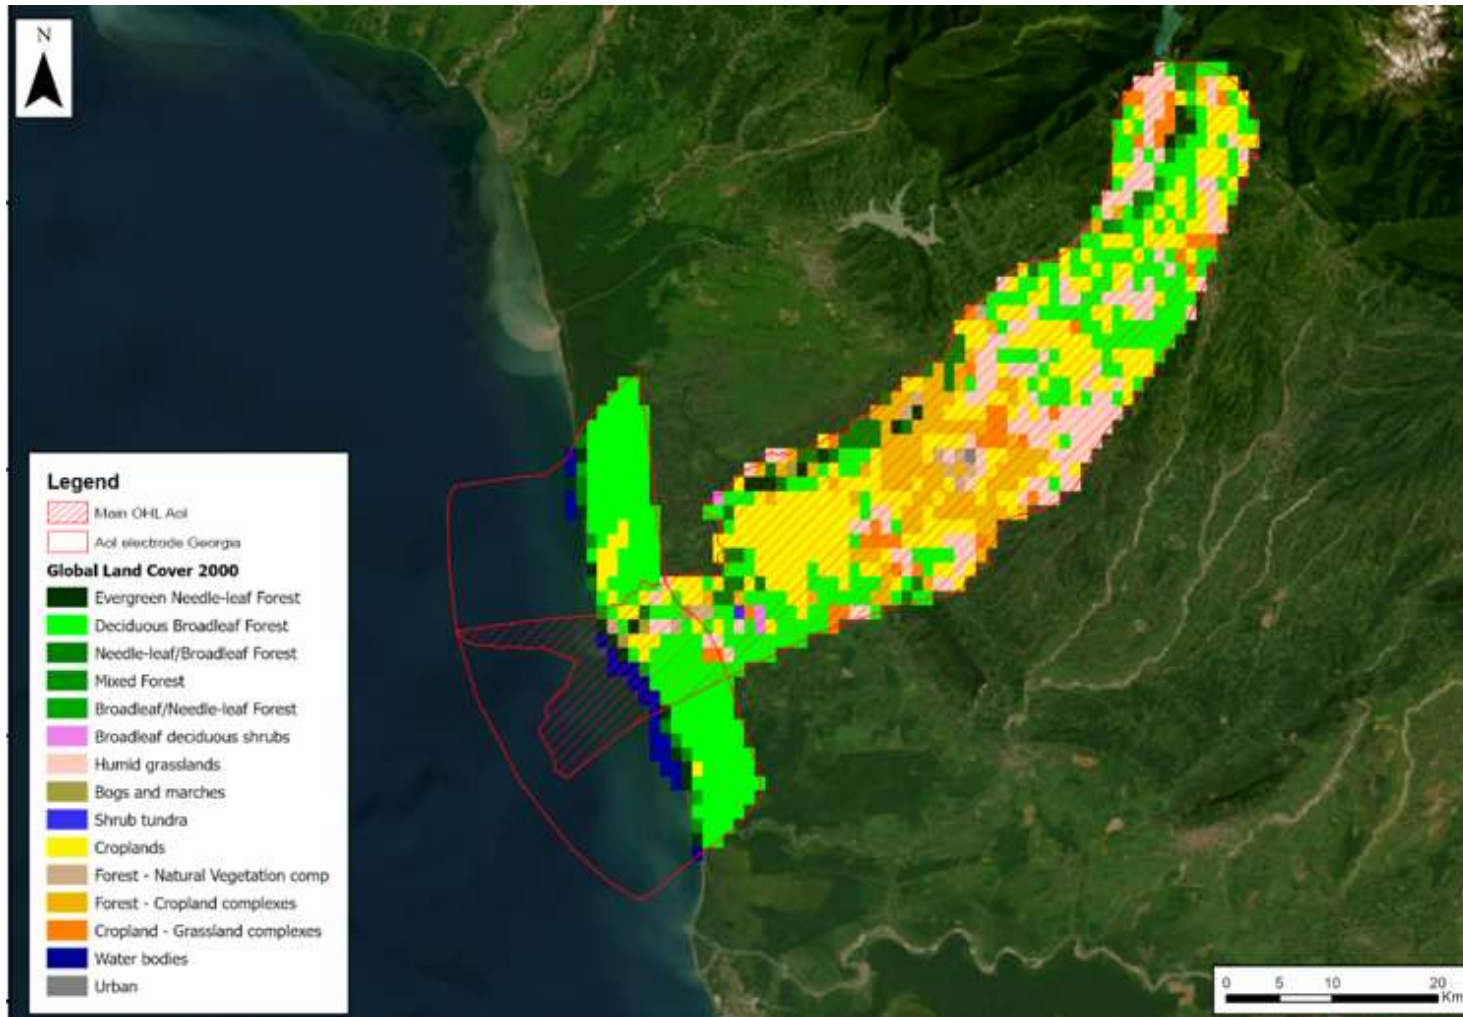 N
Legend
Main OHL AoI
AoI electrode Georgia
Global Land Cover 2000
Evergreen Needle-leaf Forest
Deciduous Broadleaf Forest
Needle-leaf/Broadleaf Forest
Mixed Forest
Broadleaf/Needle-leaf Forest
Broadleaf deciduous shrubs
Humid grasslands
Bogs and marches
Shrub tundra
Croplands
Forest - Natural Vegetation comp
Forest - Cropland complexes
Cropland - Grassland complexes
Water bodies
Urban
0 5 10 20
Km